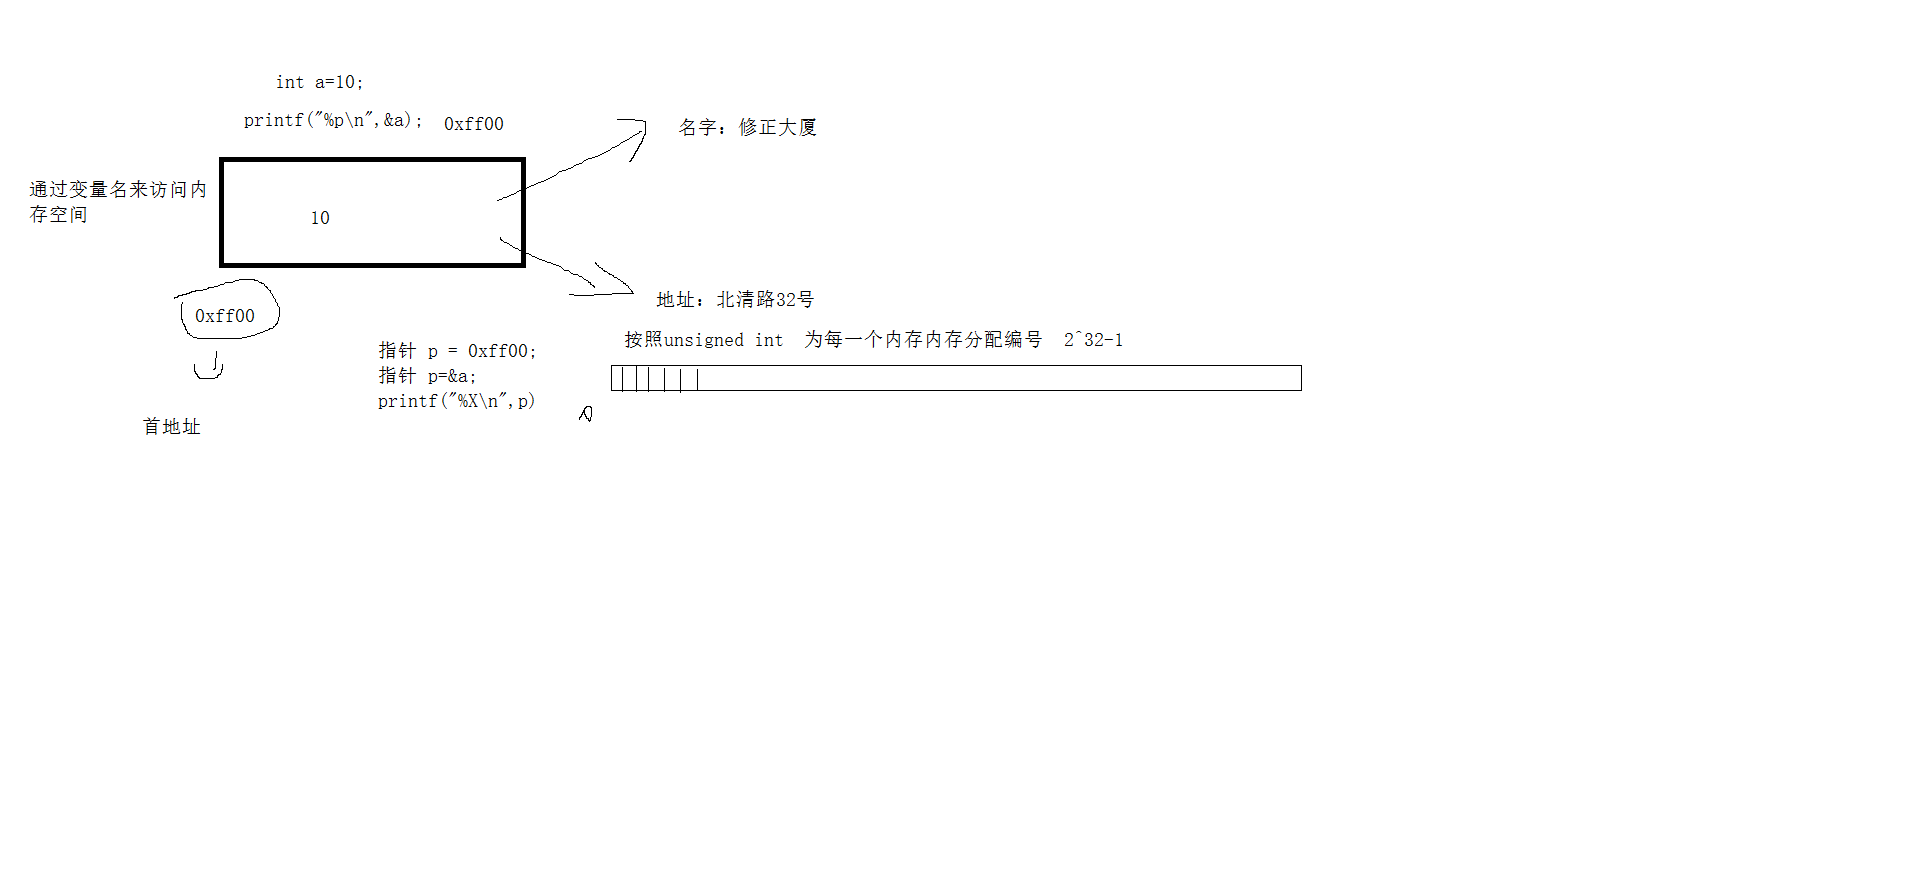 int a=10;
printf("%p\n",&a);  0xff00
名字：修正大厦
通过变量名来访问内
存空间
10
地址：北清路32号
0xff00
按照unsigned int  为每一个内存内存分配编号  2^32-1
指针 p = 0xff00;
指针 p=&a;
printf("%X\n",p)
首地址